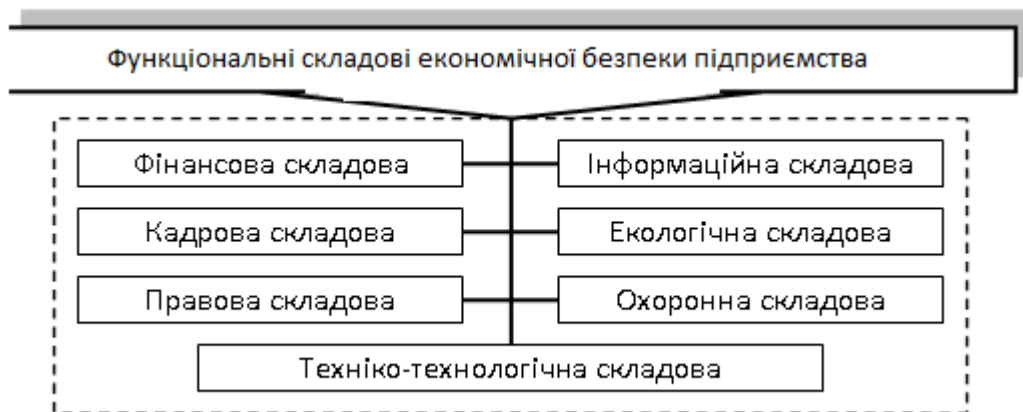 Функціональні складові економічної безпеки підприємства
Фінансова складова
Інформаційна складова
Кадрова складова
Екологічна складова
Правова складова
Охоронна складова
Техніко-технологічна складова